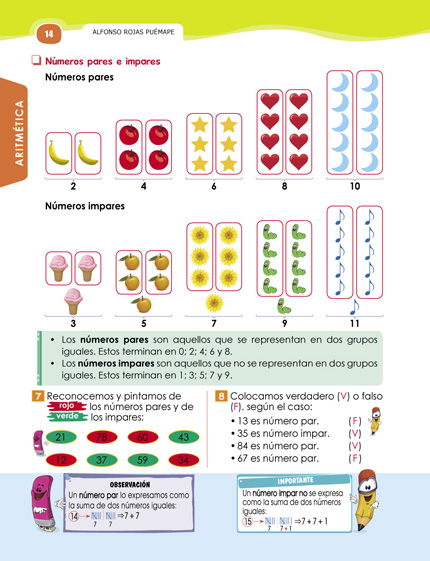 14
ALFONSO ROJAS PUÉMAPE
ARITMÉTICA
Números pares e impares
Números pares
2 4 6 8 10
Números impares
3 5 7 9 11
• Los números pares son aquellos que se representan en dos grupos
iguales. Estos terminan en 0; 2; 4; 6 y 8.
• Los números impares son aquellos que no se representan en dos grupos
iguales. Estos terminan en 1; 3; 5; 7 y 9.
7 Reconocemos y pintamos de
rojo los números pares y de
verde los impares:
21 78 60 43
12 37 59 34
8 Colocamos verdadero (V) o falso
(F), según el caso:
• 13 es número par. (F)
• 35 es número impar. (V)
• 84 es número par. (V)
• 67 es número par. (F)
OBSERVACIÓN
Un número par lo expresamos como
la suma de dos números iguales:
14 ⇒ 7 + 7
7 7
IMPORTANTE
Un número impar no se expresa
como la suma de dos números
iguales:
15 ⇒ 7 + 7 + 1
7 7 + 1